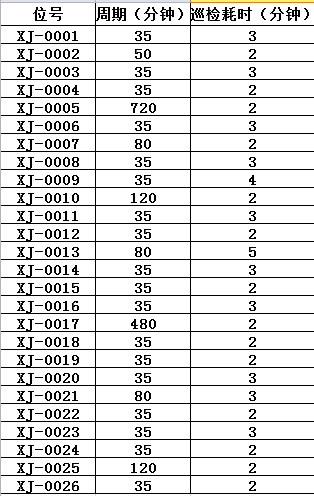 位号 周期（分钟） 巡检耗时（分钟）
XJ-0001 35 3
XJ-0002 50 2
XJ-0003 35 3
XJ-0004 35 2
XJ-0005 720 2
XJ-0006 35 3
XJ-0007 80 2
XJ-0008 35 3
XJ-0009 35 4
XJ-0010 120 2
XJ-0011 35 3
XJ-0012 35 2
XJ-0013 80 5
XJ-0014 35 3
XJ-0015 35 2
XJ-0016 35 3
XJ-0017 480 2
XJ-0018 35 2
XJ-0019 35 2
XJ-0020 35 3
XJ-0021 80 3
XJ-0022 35 2
XJ-0023 35 3
XJ-0024 35 2
XJ-0025 120 2
XJ-0026 35 2